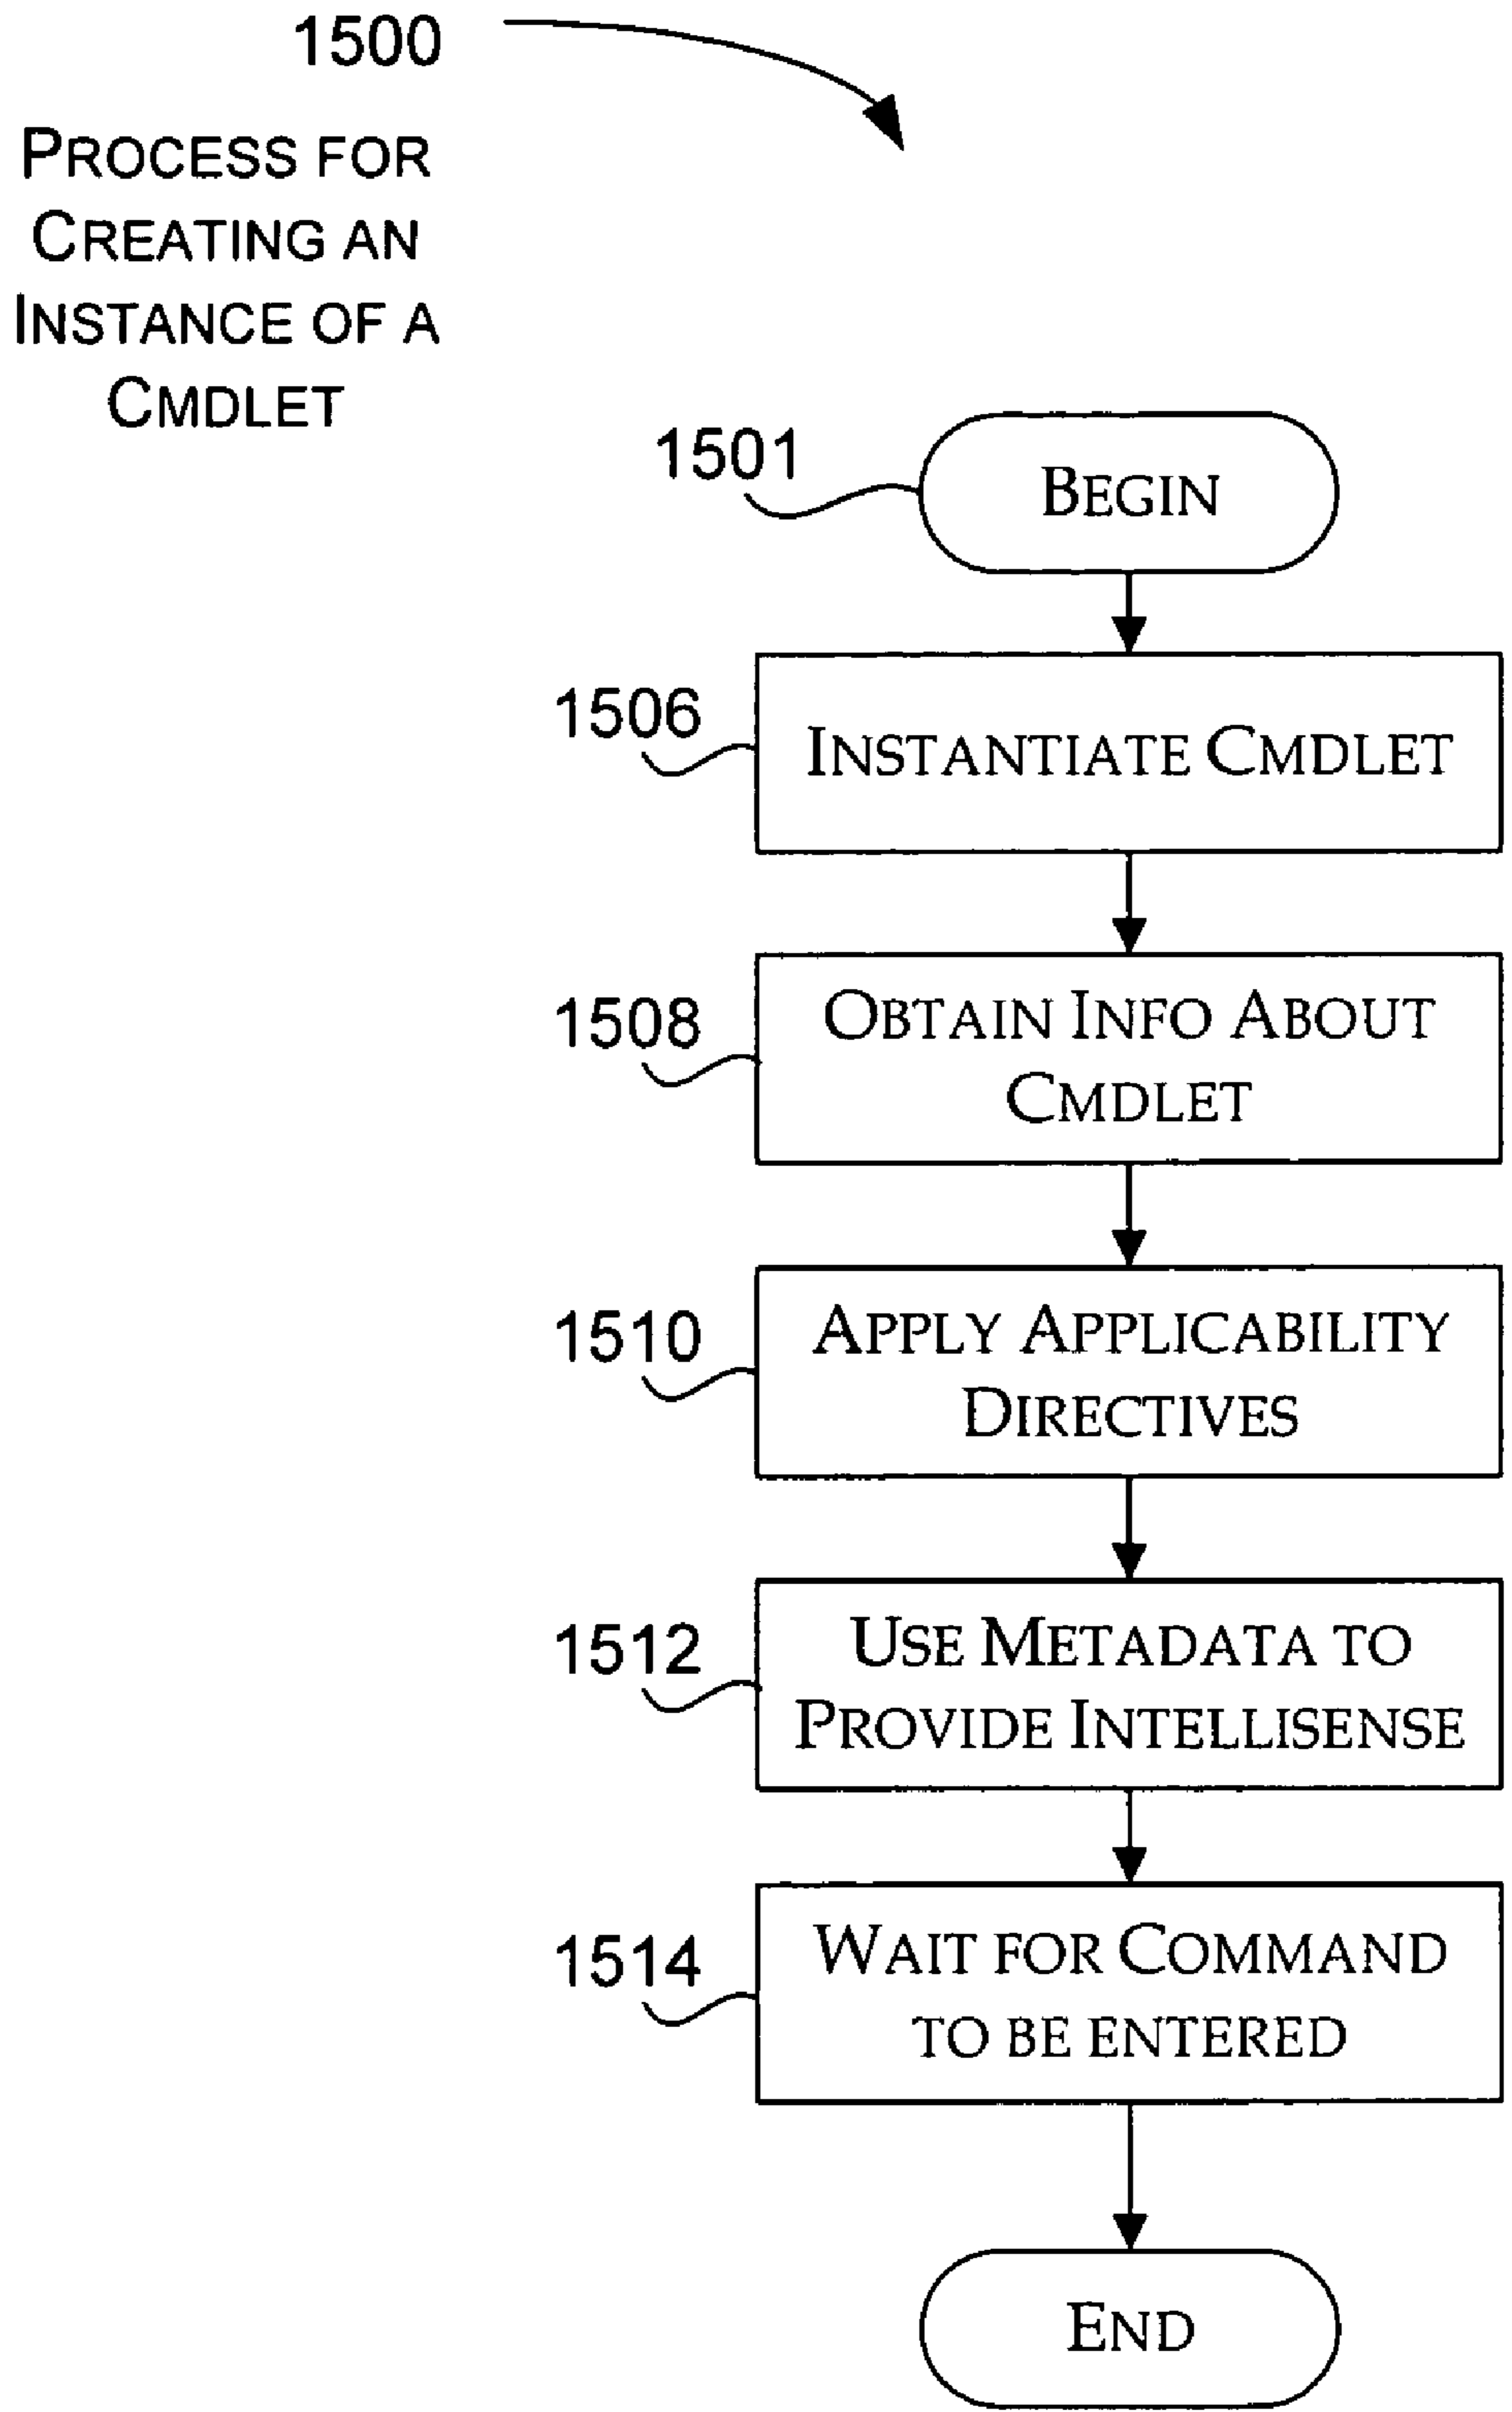 1500
PROCESS FOR
CREATING AN
INSTANCE OF A
CMDLET
1501
BEGIN
1506
INSTANTIATE CMDLET
1508
OBTAIN INFO ABOUT
CMDLET
1510
APPLY APPLICABILITY
DIRECTIVES
1512
USE METADATA TO
PROVIDE INTELLISENSE
1514
WAIT FOR COMMAND
TO BE ENTERED
END